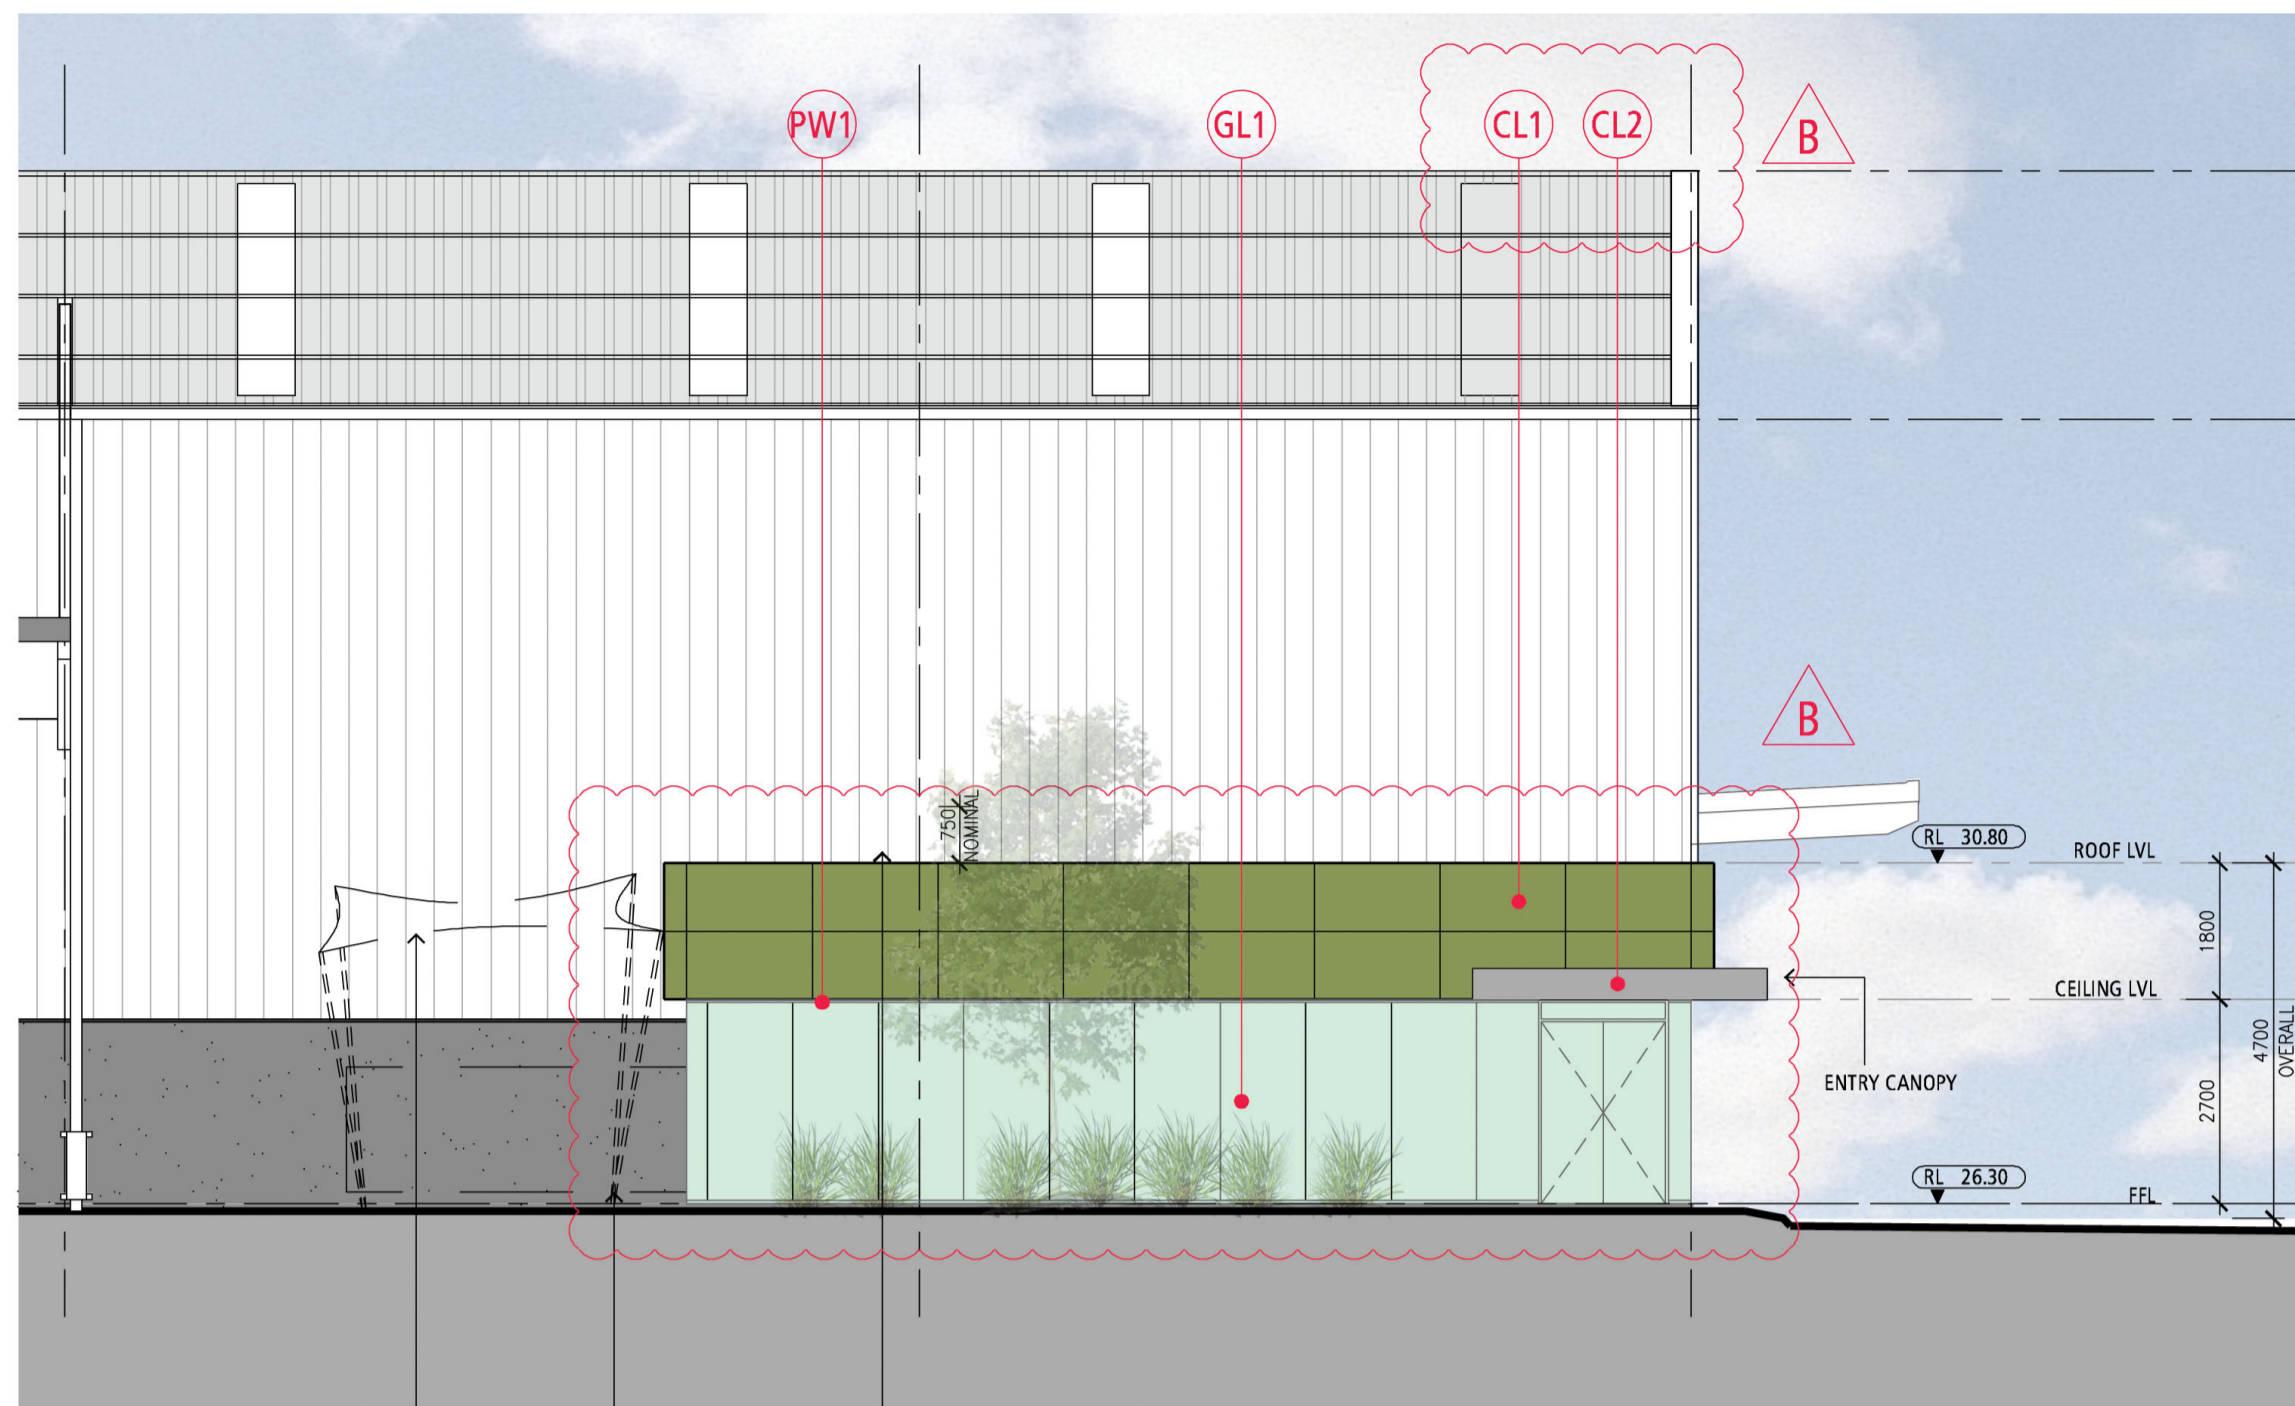 PW1
GL1
CL1
CL2
B
B
750
NOMINAL
RL 30.80
ROOF LVL
1800
CEILING LVL
4700
OVERALL
ENTRY CANOPY
2700
RL 26.30
FFL